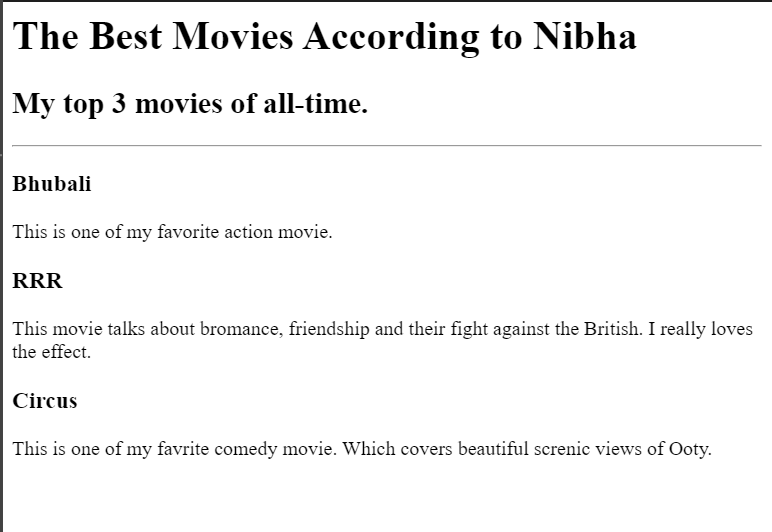 The Best Movies According to Nibha
My top 3 movies of all-time.
Bhubali
This is one of my favorite action movie.
RRR
This movie talks about bromance, friendship and their fight against the British. I really loves
the effect.
Circus
This is one of my favrite comedy movie. Which covers beautiful screnic views of Ooty.